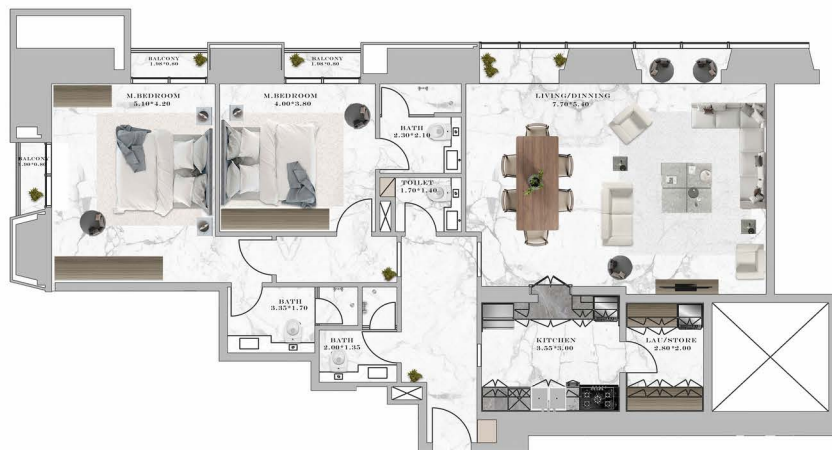 BALCONY
1.98*0.80
BALCONY
1.98*0.80
M.BEDROOM
5.10*4.20
M.BEDROOM
4.00*3.80
LIVING/DINNING
7.70*5.40
BATH
2.30*2.10
BALCONY
TOILET
1.70*1.40
BATH
3.35*1.70
BATH
2.00*1.35
KITCHEN
3.55*3.00
LAU/STORE
2.80*2.00